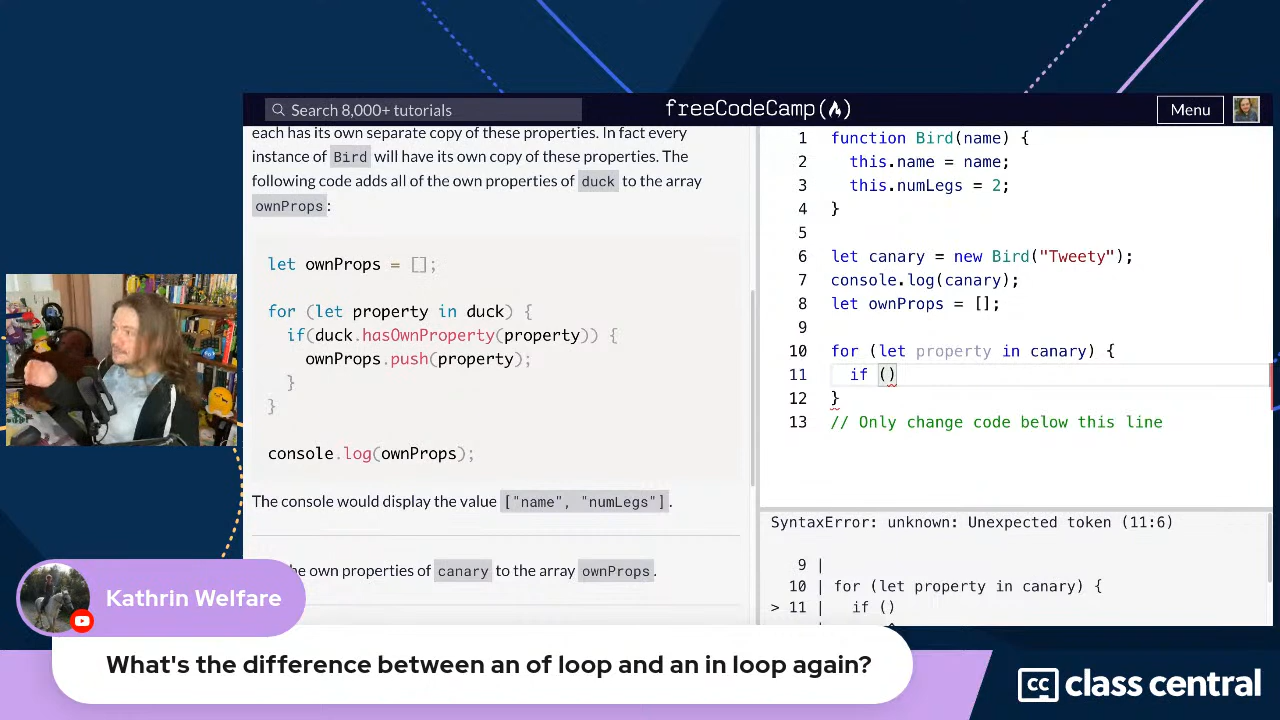 Search 8,000+ tutorials
freeCodeCamp
Menu
each has its own separate copy of these properties. In fact every
instance of Bird will have its own copy of these properties. The
following code adds all of the own properties of duck to the array
ownProps:
let ownProps = [];
for (let property in duck) {
if(duck.hasOwnProperty(property)) {
ownProps.push(property);
}
}
console.log(ownProps);
The console would display the value ["name", "numLegs"].
he own properties of canary to the array ownProps.
1 function Bird(name) {
2 this.name = name;
3 this.numLegs = 2;
4 }
5
6 let canary = new Bird("Tweety");
7 console.log(canary);
8 let ownProps = [];
9
10 for (let property in canary) {
11 if ()
12 }
13 // Only change code below this line
SyntaxError: unknown: Unexpected token (11:6)
9 |
10 | for (let property in canary) {
> 11 | if ()
Kathrin Welfare
What's the difference between an of loop and an in loop again?
cc class central